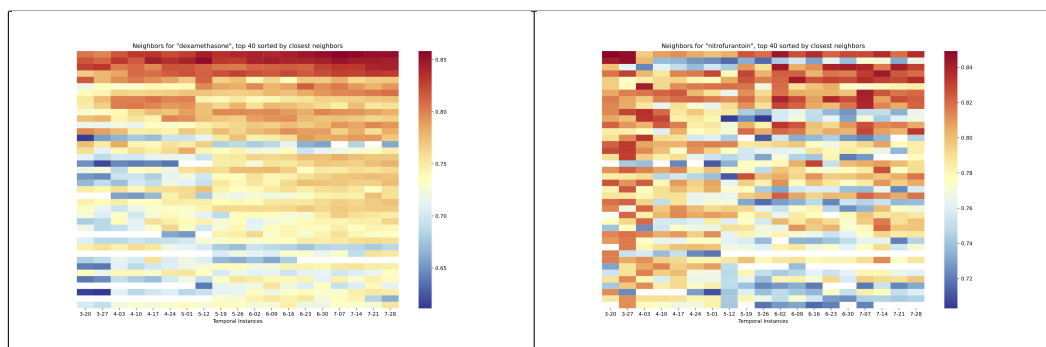 Neighbors for "dexamethasone", top 40 sorted by closest neighbors
0.85
0.80
0.75
0.70
0.65
3-20 3-27 4-03 4-10 4-17 4-24 5-01 5-12 5-19 5-26 6-02 6-09 6-16 6-23 6-30 7-07 7-14 7-21 7-28
Temporal Instances
Neighbors for "nitrofurantoin", top 40 sorted by closest neighbors
0.84
0.82
0.80
0.78
0.76
0.74
0.72
3-20 3-27 4-03 4-10 4-17 4-24 5-01 5-12 5-19 5-26 6-02 6-09 6-16 6-23 6-30 7-07 7-14 7-21 7-28
Temporal Instances